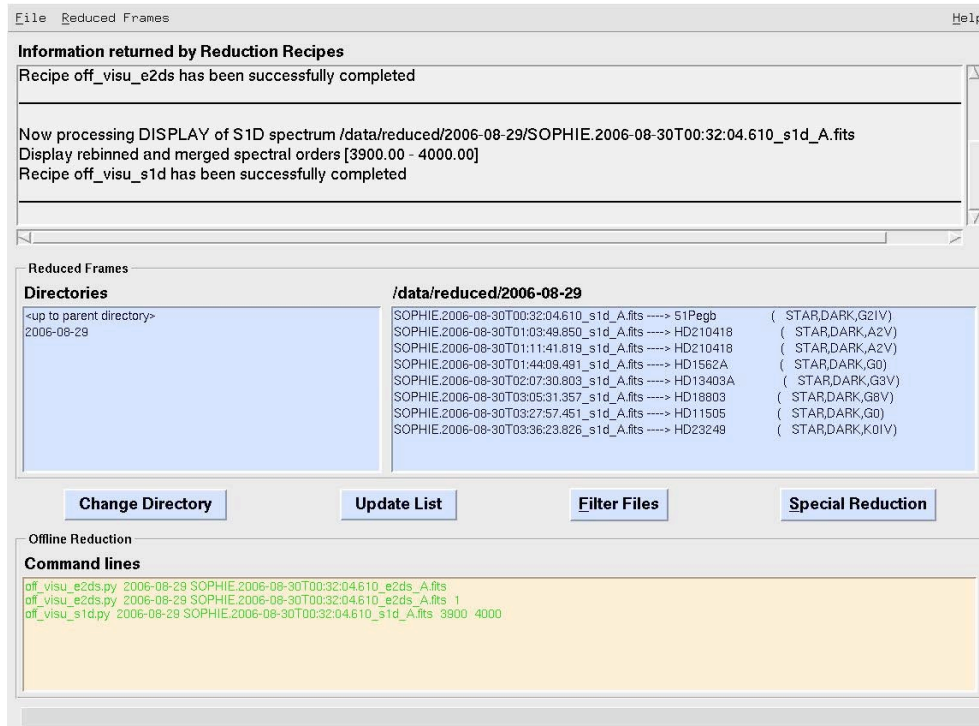 File Reduced Frames Help
Information returned by Reduction Recipes
Recipe off_visu_e2ds has been successfully completed
Now processing DISPLAY of S1D spectrum /data/reduced/2006-08-29/SOPHIE.2006-08-30T00:32:04.610_s1d_A.fits
Display rebinned and merged spectral orders [3900.00 - 4000.00]
Recipe off_visu_s1d has been successfully completed
Reduced Frames
Directories
<up to parent directory>
2006-08-29
/data/reduced/2006-08-29
SOPHIE.2006-08-30T00:32:04.610_s1d_A.fits ----> 51Pegb ( STAR,DARK,G2IV)
SOPHIE.2006-08-30T01:03:49.850_s1d_A.fits ----> HD210418 ( STAR,DARK,A2V)
SOPHIE.2006-08-30T01:11:41.819_s1d_A.fits ----> HD210418 ( STAR,DARK,A2V)
SOPHIE.2006-08-30T01:44:09.491_s1d_A.fits ----> HD1562A ( STAR,DARK,G0)
SOPHIE.2006-08-30T02:07:30.803_s1d_A.fits ----> HD13403A ( STAR,DARK,G3V)
SOPHIE.2006-08-30T03:05:31.357_s1d_A.fits ----> HD18803 ( STAR,DARK,G8V)
SOPHIE.2006-08-30T03:27:57.451_s1d_A.fits ----> HD11505 ( STAR,DARK,G0)
SOPHIE.2006-08-30T03:36:23.826_s1d_A.fits ----> HD23249 ( STAR,DARK,K0IV)
Change Directory Update List Filter Files Special Reduction
Offline Reduction
Command lines
off_visu_e2ds.py 2006-08-29 SOPHIE.2006-08-30T00:32:04.610_e2ds_A.fits
off_visu_e2ds.py 2006-08-29 SOPHIE.2006-08-30T00:32:04.610_e2ds_A.fits 1
off_visu_s1d.py 2006-08-29 SOPHIE.2006-08-30T00:32:04.610_s1d_A.fits 3900 4000